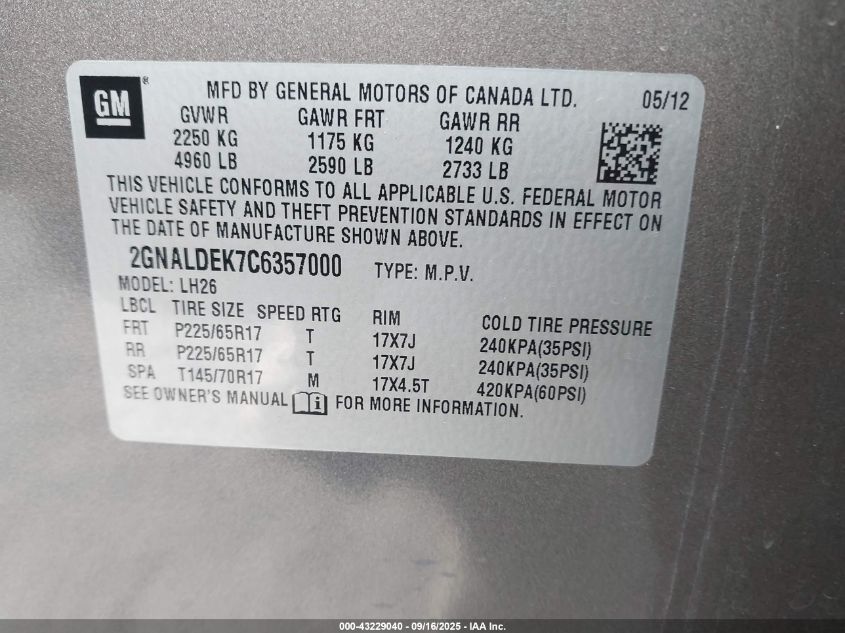 GM ®
MFD BY GENERAL MOTORS OF CANADA LTD. 05/12
GVWR GAWR FRT GAWR RR
2250 KG 1175 KG 1240 KG
4960 LB 2590 LB 2733 LB
THIS VEHICLE CONFORMS TO ALL APPLICABLE U.S. FEDERAL MOTOR
VEHICLE SAFETY AND THEFT PREVENTION STANDARDS IN EFFECT ON
THE DATE OF MANUFACTURE SHOWN ABOVE.
2GNALDEK7C6357000 TYPE: M.P.V.
MODEL: LH26
LBCL TIRE SIZE SPEED RTG RIM COLD TIRE PRESSURE
FRT P225/65R17 T 17X7J 240KPA(35PSI)
RR P225/65R17 T 17X7J 240KPA(35PSI)
SPA T145/70R17 M 17X4.5T 420KPA(60PSI)
SEE OWNER'S MANUAL i FOR MORE INFORMATION.
000-43229040 - 09/16/2025 - IAA Inc.